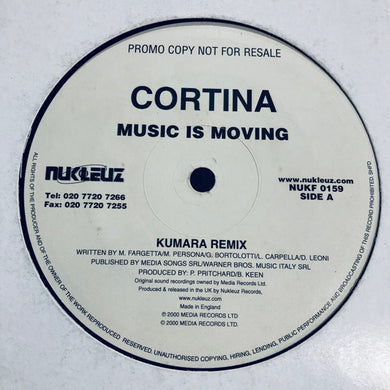 PROMO COPY NOT FOR RESALE
CORTINA
MUSIC IS MOVING
NUKLEUZ
Tel: 020 7720 7266
Fax: 020 7720 7255
www.nukleuz.com
NUKF 0159
SIDE A
KUMARA REMIX
WRITTEN BY M. FARGETTA/M. PERSONA/G. BORTOLOTTI/L. CARPELLA/D. LEONI
PUBLISHED BY MEDIA SONGS SRL/WARNER BROS. MUSIC ITALY SRL
PRODUCED BY: P. PRITCHARD/B. KEEN
Original sound recordings owned by Media Records Ltd.
Produced & released in the UK by Nukleuz Records.
Made in England
℗ 2000 MEDIA RECORDS LTD
© 2000 MEDIA RECORDS LTD.
ALL RIGHTS OF THE PRODUCER AND OF THE OWNER OF THE WORK REPRODUCED RESERVED. UNAUTHORISED COPYING, HIRING, LENDING, PUBLIC PERFORMANCE AND BROADCASTING OF THIS RECORD PROHIBITED